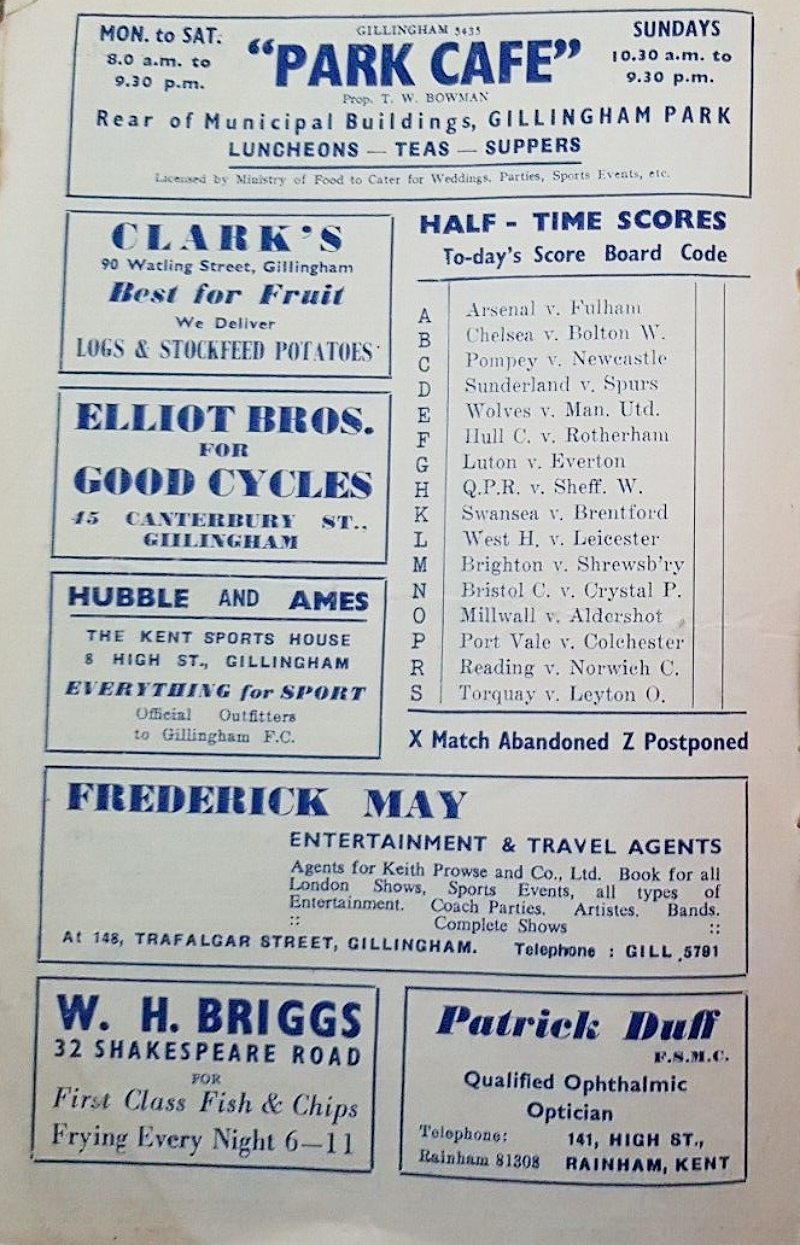 MON. to SAT.
8.0 a.m. to
9.30 p.m.
GILLINGHAM 5435
"PARK CAFE"
Prop. T. W. BOWMAN
SUNDAYS
10.30 a.m. to
9.30 p.m.
Rear of Municipal Buildings, GILLINGHAM PARK
LUNCHEONS — TEAS — SUPPERS
Licensed by Ministry of Food to Cater for Weddings, Parties, Sports Events, etc.
CLARK'S
90 Watling Street, Gillingham
Best for Fruit
We Deliver
LOGS & STOCKFEED POTATOES
ELLIOT BROS.
FOR
GOOD CYCLES
45 CANTERBURY ST.,
GIILINGHAM
HUBBLE AND AMES
THE KENT SPORTS HOUSE
8 HIGH ST., GILLINGHAM
EVERYTHING for SPORT
Official Outfitters
to Gillingham F.C.
HALF - TIME SCORES
To-day's Score Board Code
A Arsenal v. Fulham
B Chelsea v. Bolton W.
C Pompey v. Newcastle
D Sunderland v. Spurs
E Wolves v. Man. Utd.
F Hull C. v. Rotherham
G Luton v. Everton
H Q.P.R. v. Sheff. W.
K Swansea v. Brentford
L West H. v. Leicester
M Brighton v. Shrewsb'ry
N Bristol C. v. Crystal P.
O Millwall v. Aldershot
P Port Vale v. Colchester
R Reading v. Norwich C.
S Torquay v. Leyton O.
X Match Abandoned Z Postponed
FREDERICK MAY
ENTERTAINMENT & TRAVEL AGENTS
Agents for Keith Prowse and Co., Ltd. Book for all
London Shows, Sports Events, all types of
Entertainment. Coach Parties. Artistes. Bands.
:: Complete Shows ::
At 148, TRAFALGAR STREET, GILLINGHAM. Telephone : GILL 5791
W. H. BRIGGS
32 SHAKESPEARE ROAD
FOR
First Class Fish & Chips
Frying Every Night 6—11
Patrick Duff
F.S.M.C.
Qualified Ophthalmic
Optician
Telephone:
Rainham 81308
141, HIGH ST.,
RAINHAM, KENT